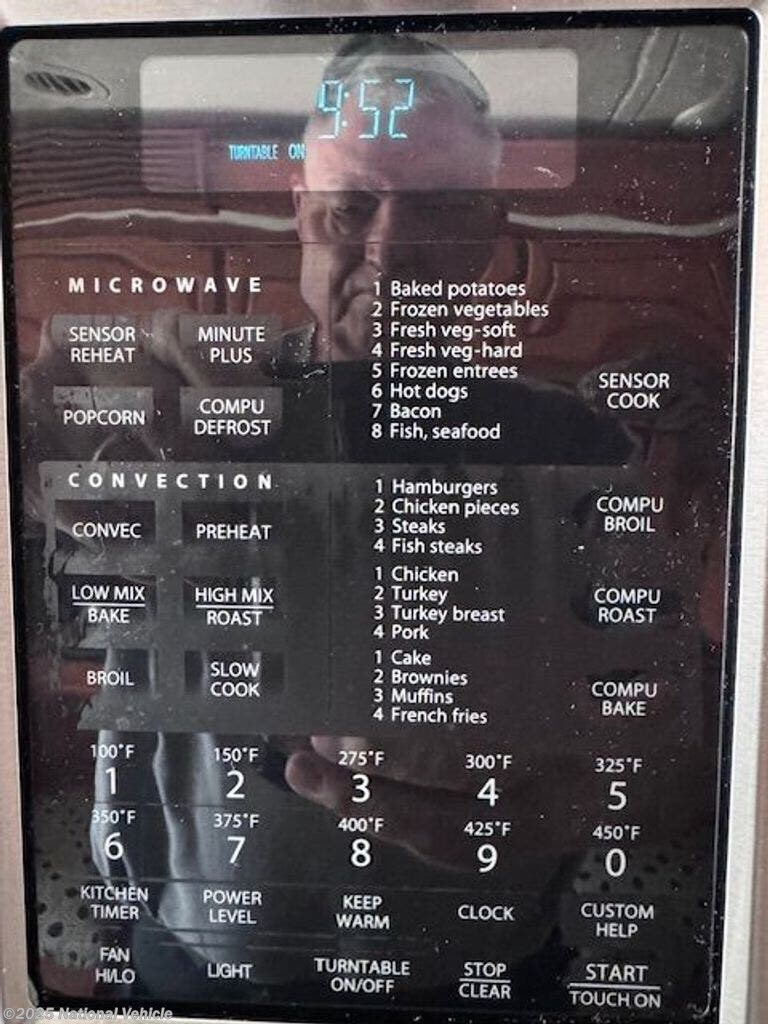 9:52
TURNTABLE ON
MICROWAVE
SENSOR REHEAT
MINUTE PLUS
POPCORN
COMPU DEFROST
1 Baked potatoes
2 Frozen vegetables
3 Fresh veg-soft
4 Fresh veg-hard
5 Frozen entrees
6 Hot dogs
7 Bacon
8 Fish, seafood
SENSOR COOK
CONVECTION
CONVEC
PREHEAT
LOW MIX
BAKE
HIGH MIX
ROAST
BROIL
SLOW COOK
1 Hamburgers
2 Chicken pieces
3 Steaks
4 Fish steaks
COMPU BROIL
1 Chicken
2 Turkey
3 Turkey breast
4 Pork
COMPU ROAST
1 Cake
2 Brownies
3 Muffins
4 French fries
COMPU BAKE
100°F 150°F 275°F 300°F 325°F
1 2 3 4 5
350°F 375°F 400°F 425°F 450°F
6 7 8 9 0
KITCHEN TIMER
POWER LEVEL
KEEP WARM
CLOCK
CUSTOM HELP
FAN HI/LO
LIGHT
TURNTABLE ON/OFF
STOP
CLEAR
START
TOUCH ON
©2025 National Vehicle